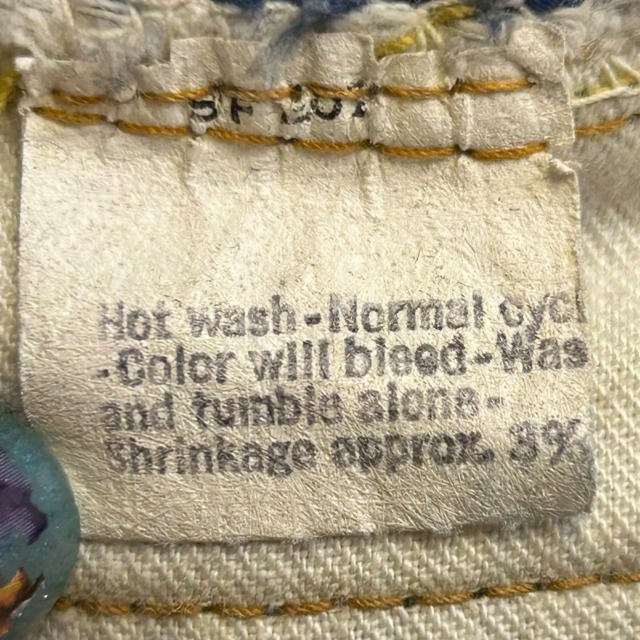 Hot wash-Normal cycl
-Color will bleed-Was
and tumble alone-
Shrinkage approx. 3%